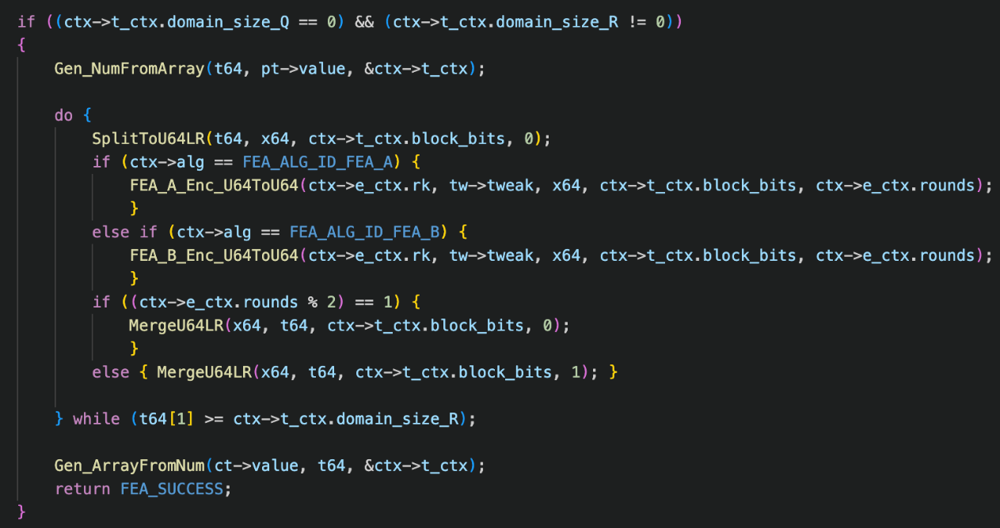 if ((ctx->t_ctx.domain_size_Q == 0) && (ctx->t_ctx.domain_size_R != 0))
{
    Gen_NumFromArray(t64, pt->value, &ctx->t_ctx);

    do {
        SplitToU64LR(t64, x64, ctx->t_ctx.block_bits, 0);
        if (ctx->alg == FEA_ALG_ID_FEA_A) {
            FEA_A_Enc_U64ToU64(ctx->e_ctx.rk, tw->tweak, x64, ctx->t_ctx.block_bits, ctx->e_ctx.rounds);
            }
        else if (ctx->alg == FEA_ALG_ID_FEA_B) {
            FEA_B_Enc_U64ToU64(ctx->e_ctx.rk, tw->tweak, x64, ctx->t_ctx.block_bits, ctx->e_ctx.rounds);
            }
        if ((ctx->e_ctx.rounds % 2) == 1) {
            MergeU64LR(x64, t64, ctx->t_ctx.block_bits, 0);
            }
        else { MergeU64LR(x64, t64, ctx->t_ctx.block_bits, 1); }

    } while (t64[1] >= ctx->t_ctx.domain_size_R);

    Gen_ArrayFromNum(ct->value, t64, &ctx->t_ctx);
    return FEA_SUCCESS;
}